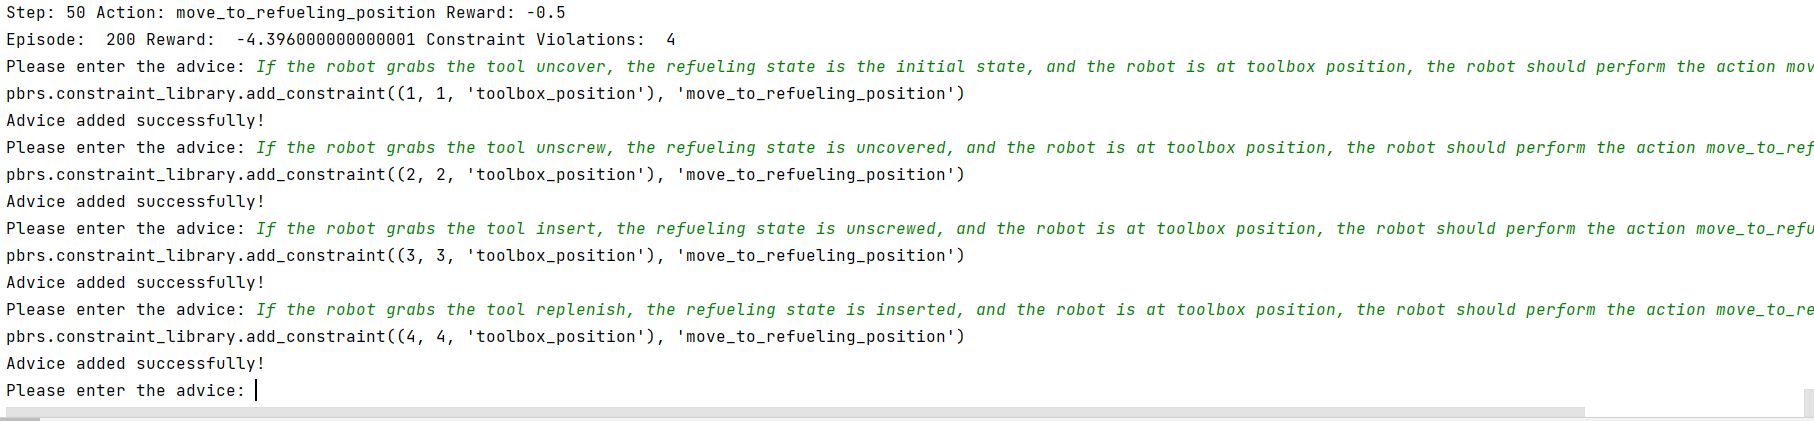 Step: 50 Action: move_to_refueling_position Reward: -0.5
Episode:  200 Reward:  -4.396000000000001 Constraint Violations:  4
Please enter the advice: If the robot grabs the tool uncover, the refueling state is the initial state, and the robot is at toolbox position, the robot should perform the action mov
pbrs.constraint_library.add_constraint((1, 1, 'toolbox_position'), 'move_to_refueling_position')
Advice added successfully!
Please enter the advice: If the robot grabs the tool unscrew, the refueling state is uncovered, and the robot is at toolbox position, the robot should perform the action move_to_ref
pbrs.constraint_library.add_constraint((2, 2, 'toolbox_position'), 'move_to_refueling_position')
Advice added successfully!
Please enter the advice: If the robot grabs the tool insert, the refueling state is unscrewed, and the robot is at toolbox position, the robot should perform the action move_to_refu
pbrs.constraint_library.add_constraint((3, 3, 'toolbox_position'), 'move_to_refueling_position')
Advice added successfully!
Please enter the advice: If the robot grabs the tool replenish, the refueling state is inserted, and the robot is at toolbox position, the robot should perform the action move_to_re
pbrs.constraint_library.add_constraint((4, 4, 'toolbox_position'), 'move_to_refueling_position')
Advice added successfully!
Please enter the advice: